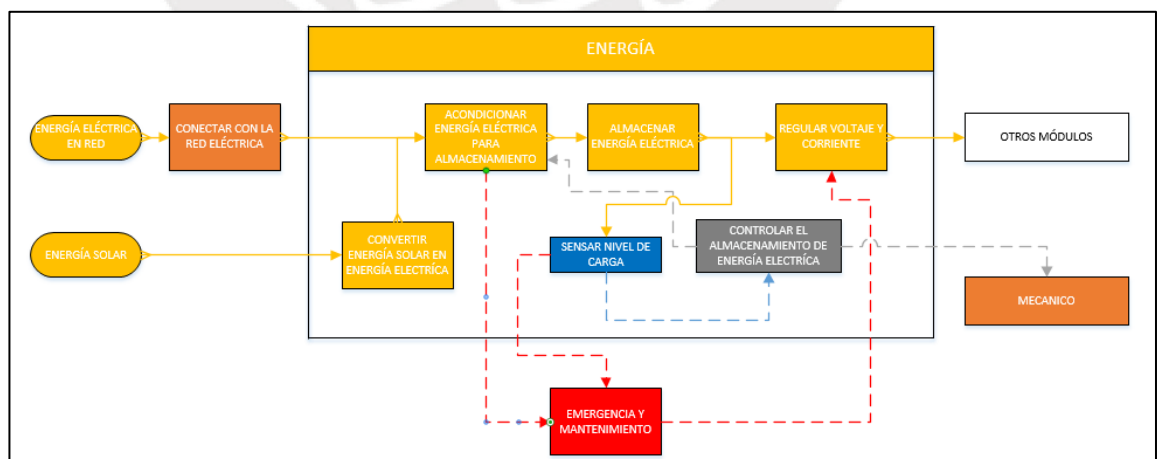 ENERGÍA
ENERGÍA ELÉCTRICA
EN RED
CONECTAR CON LA
RED ELÉCTRICA
ACONDICIONAR
ENERGÍA ELÉCTRICA
PARA
ALMACENAMIENTO
ALMACENAR
ENERGÍA ELÉCTRICA
REGULAR VOLTAJE Y
CORRIENTE
OTROS MÓDULOS
ENERGÍA SOLAR
CONVERTIR
ENERGÍA SOLAR EN
ENERGÍA ELECTRÍCA
SENSAR NIVEL DE
CARGA
CONTROLAR EL
ALMACENAMIENTO DE
ENERGÍA ELECTRÍCA
MECANICO
EMERGENCIA Y
MANTENIMIENTO